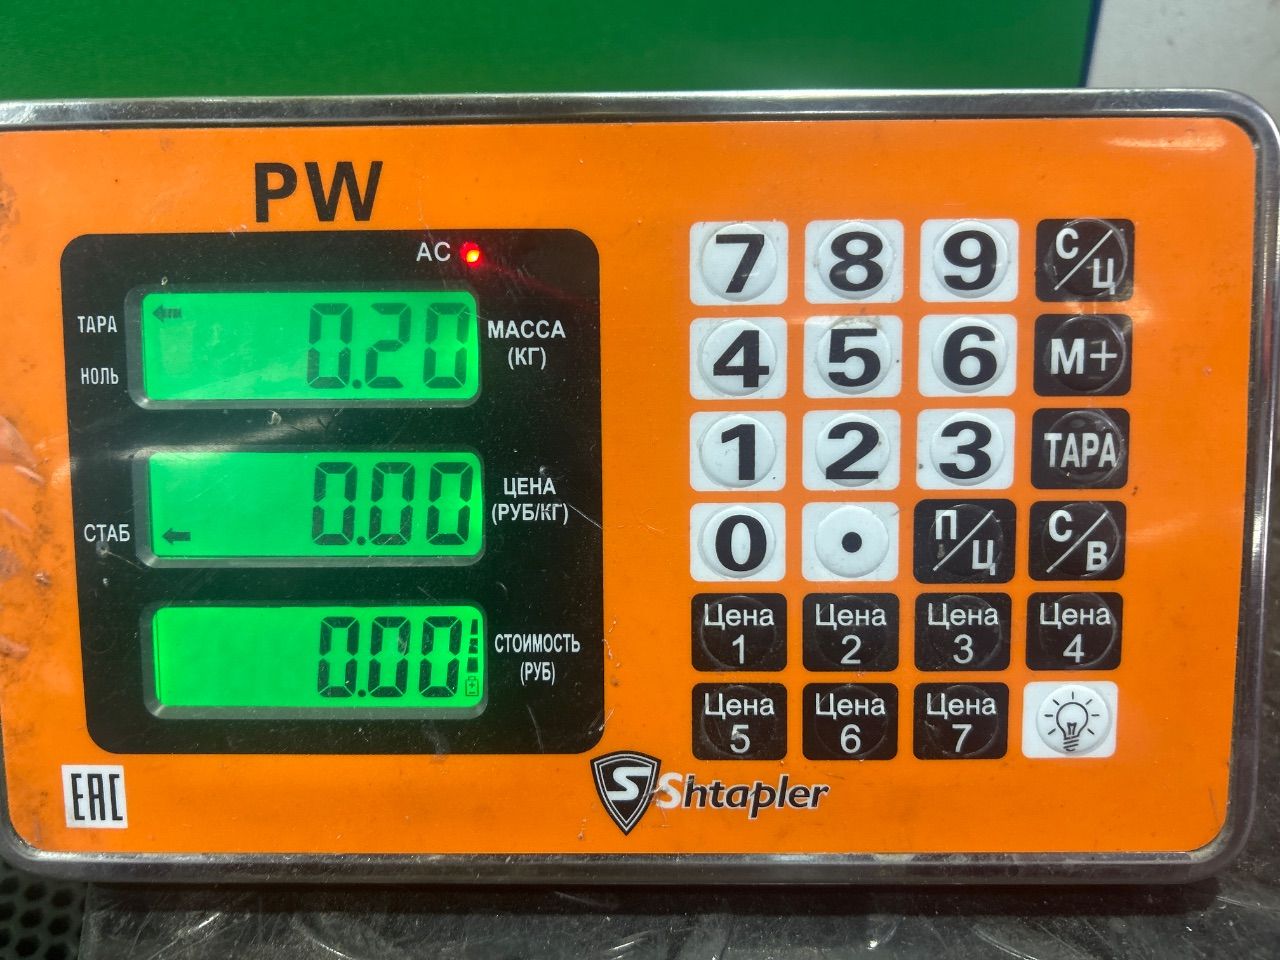 PW
AC
ТАРА
НОЛЬ
0.20
МАССА
(КГ)
СТАБ
0.00
ЦЕНА
(РУБ/КГ)
0.00
СТОИМОСТЬ
(РУБ)
7 8 9 С/Ц
4 5 6 М+
1 2 3 ТАРА
0 • П/Ц С/В
Цена 1 Цена 2 Цена 3 Цена 4
Цена 5 Цена 6 Цена 7
EAC
S Shtapler